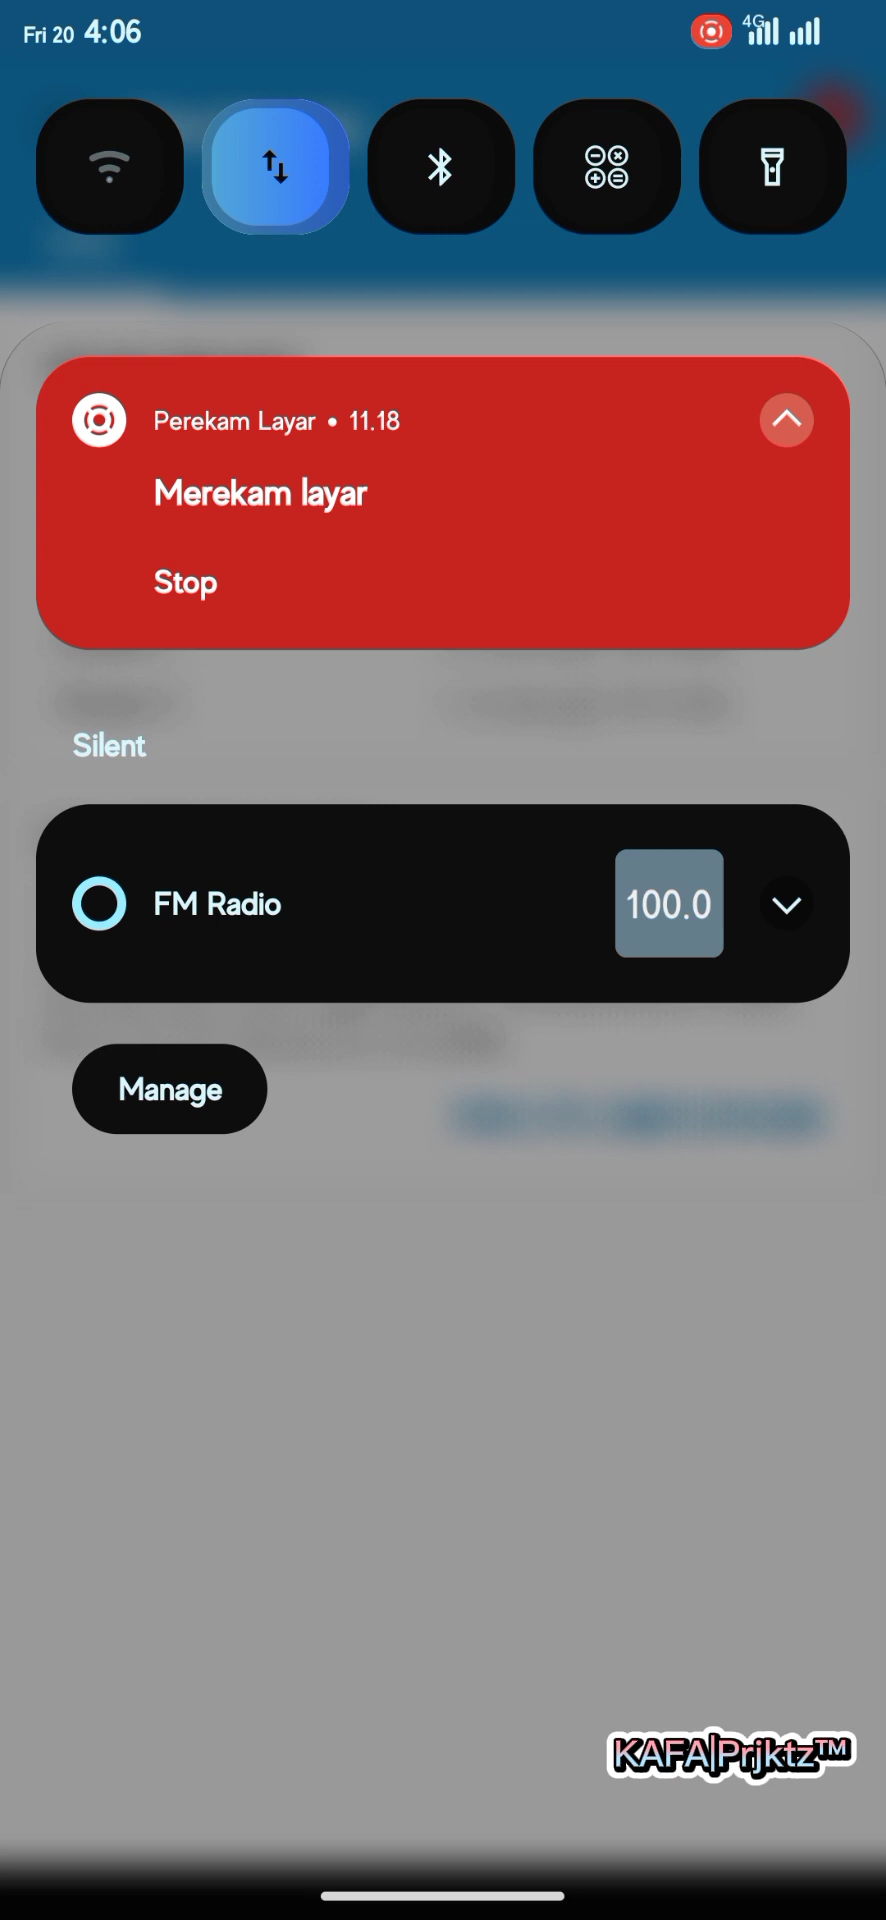 Fri 20 4:06
4G
Perekam Layar • 11.18
Merekam layar
Stop
Silent
FM Radio
100.0
Manage
KAFA|Prjktz™